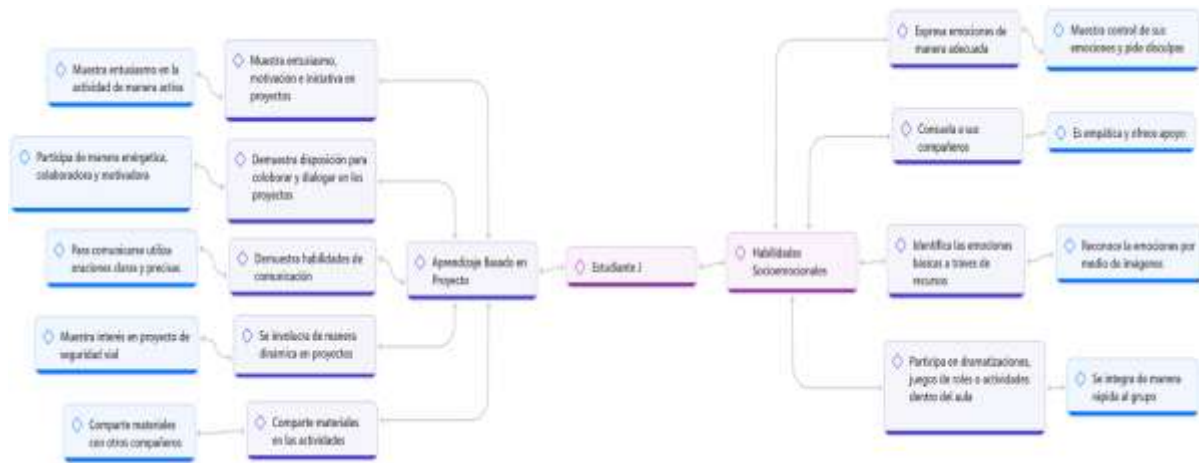 Muestra entusiasmo en la
actividad de manera activa
Muestra entusiasmo,
motivación e iniciativa en
proyectos
Participa de manera enérgetica,
colaboradora y motivadora
Demuestra disposición para
coloborar y dialogar en los
proyectos
Para comunicarse utiliza
oraciones claras y precisas
Demuestra habilidades de
comunicación
Muestra interés en proyecto de
seguridad vial
Se involucra de manera
dinámica en proyectos
Comparte materiales
con otros compañeros
Comparte materiales
en las actividades
Aprendizaje Basado en
Proyecto
Estudiante J
Habilidades
Socioemocionales
Expresa emociones de
manera adecuada
Muestra control de sus
emociones y pide disculpas
Consuela a sus
compañeros
Es empática y ofrece apoyo
Identifica las emociones
básicas a traves de
recursos
Reconoce la emociones por
medio de imágenes
Participa en dramatizaciones,
juegos de roles o actividades
dentro del aula
Se integra de manera
rápida al grupo